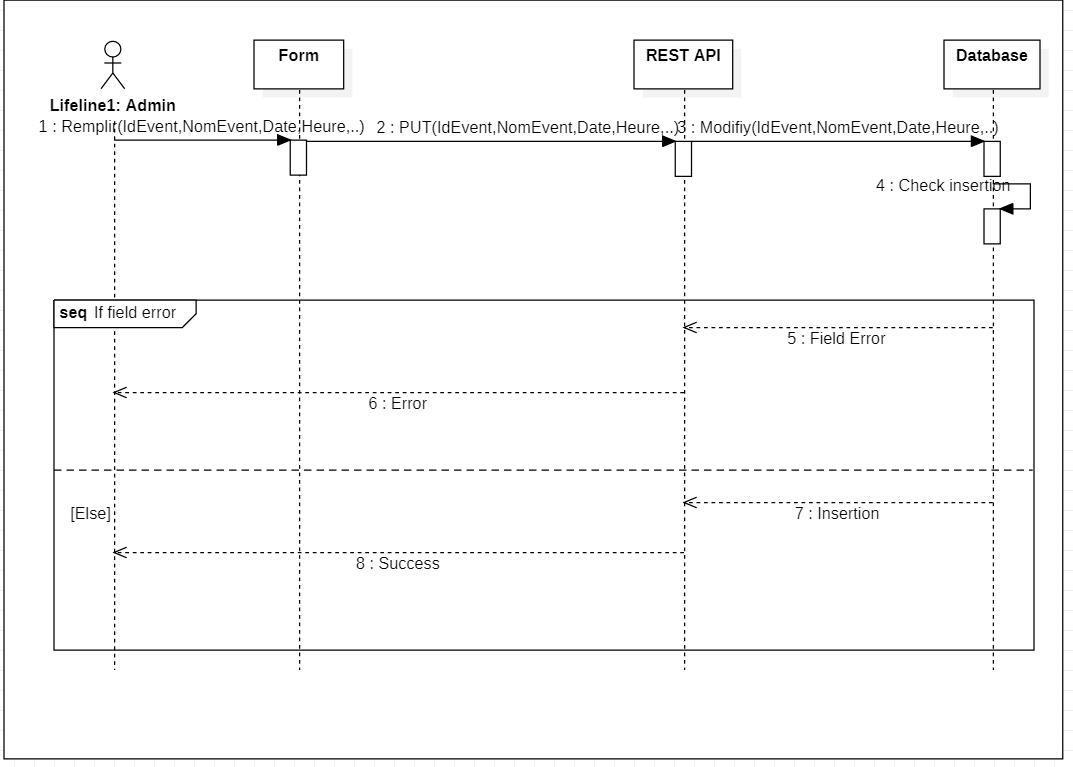 Form
REST API
Database
Lifeline1: Admin
1 : Remplir(IdEvent,NomEvent,Date,Heure,..)
2 : PUT(IdEvent,NomEvent,Date,Heure,..)
3 : Modifiy(IdEvent,NomEvent,Date,Heure,..)
4 : Check insertion
seq If field error
5 : Field Error
6 : Error
[Else]
7 : Insertion
8 : Success